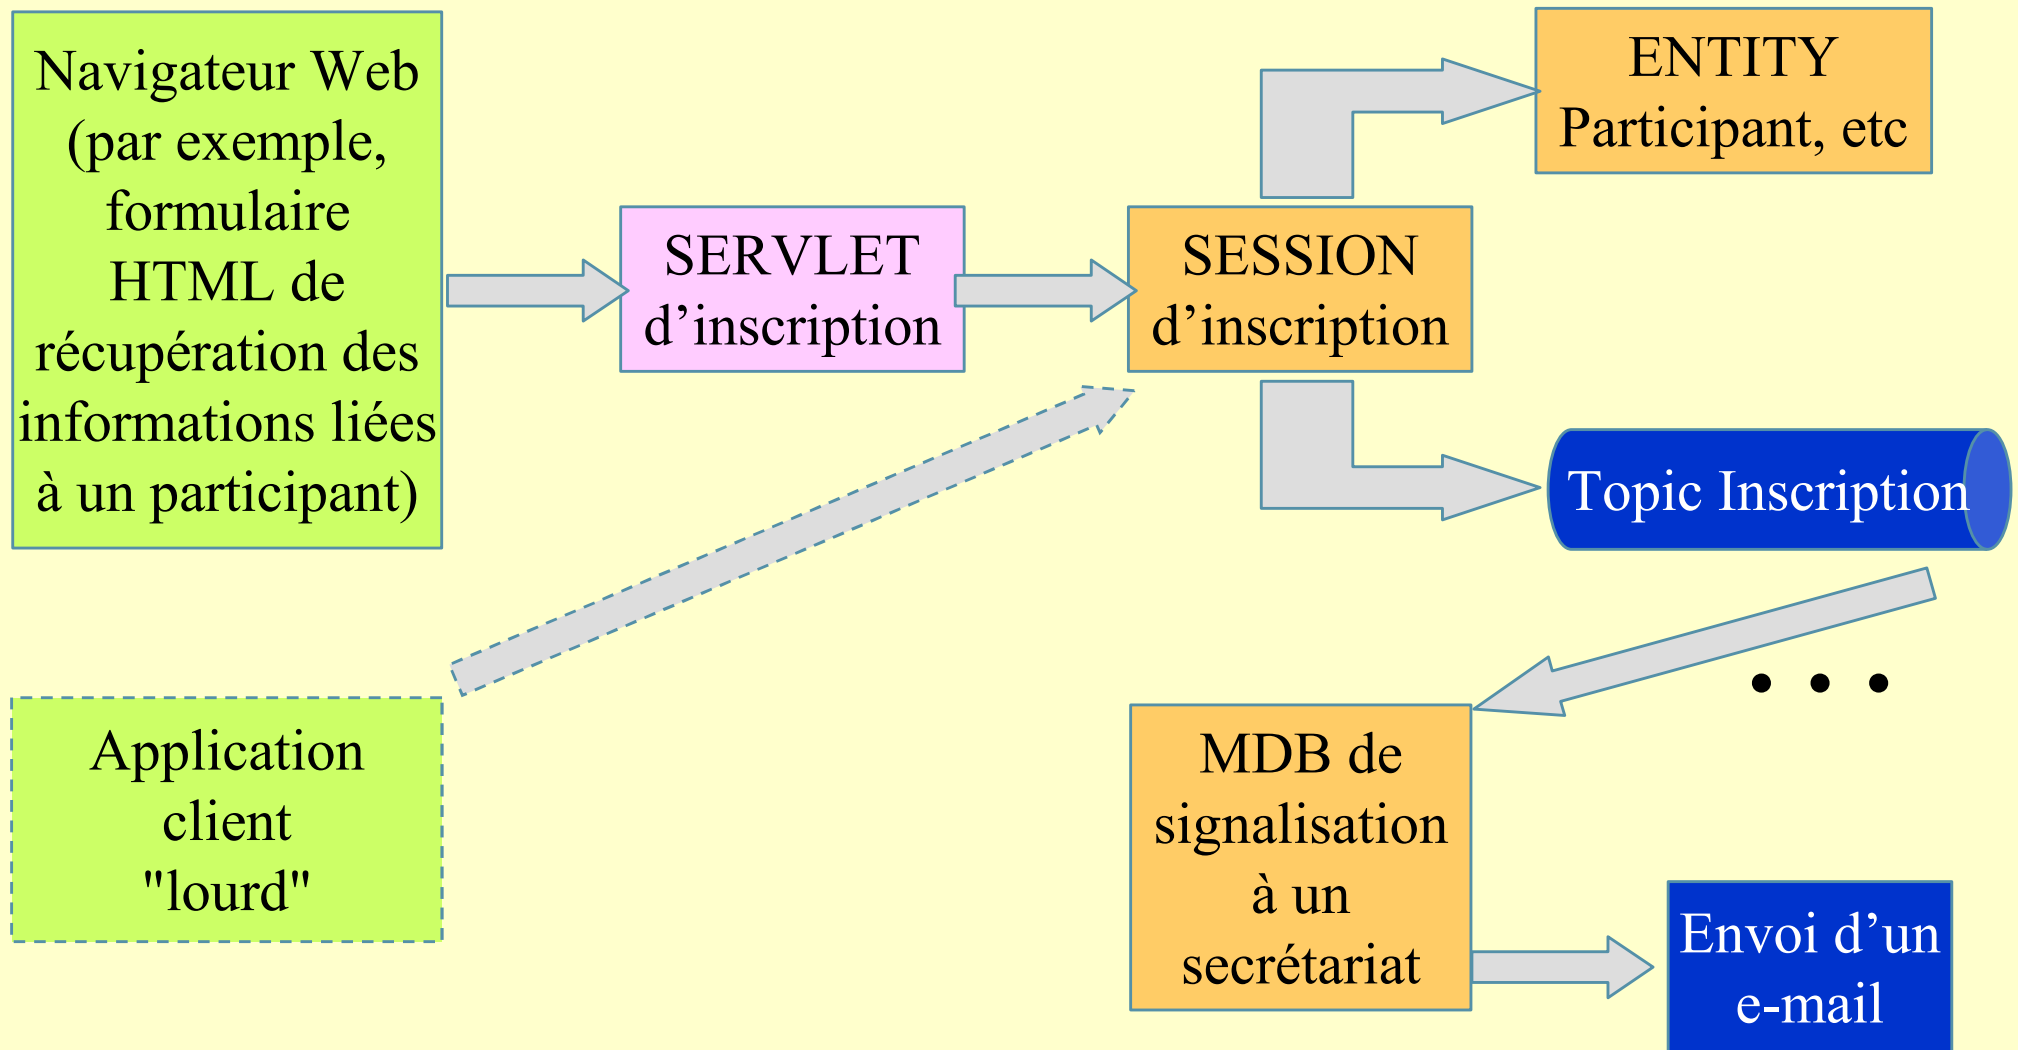 Navigateur Web
(par exemple,
formulaire
HTML de
récupération des
informations liées
à un participant)
SERVLET
d’inscription
SESSION
d’inscription
ENTITY
Participant, etc
Topic Inscription
. . .
Application
client
"lourd"
MDB de
signalisation
à un
secrétariat
Envoi d’un
e-mail